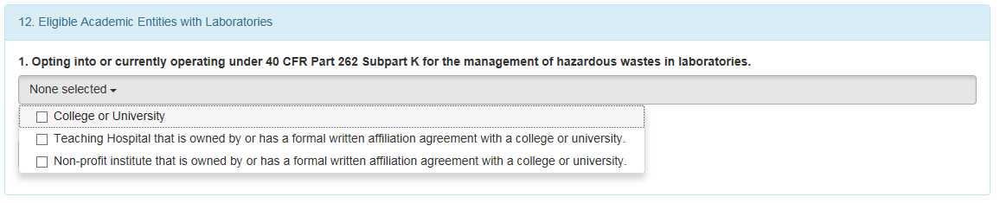 12. Eligible Academic Entities with Laboratories
1. Opting into or currently operating under 40 CFR Part 262 Subpart K for the management of hazardous wastes in laboratories.
None selected
College or University
Teaching Hospital that is owned by or has a formal written affiliation agreement with a college or university.
Non-profit institute that is owned by or has a formal written affiliation agreement with a college or university.